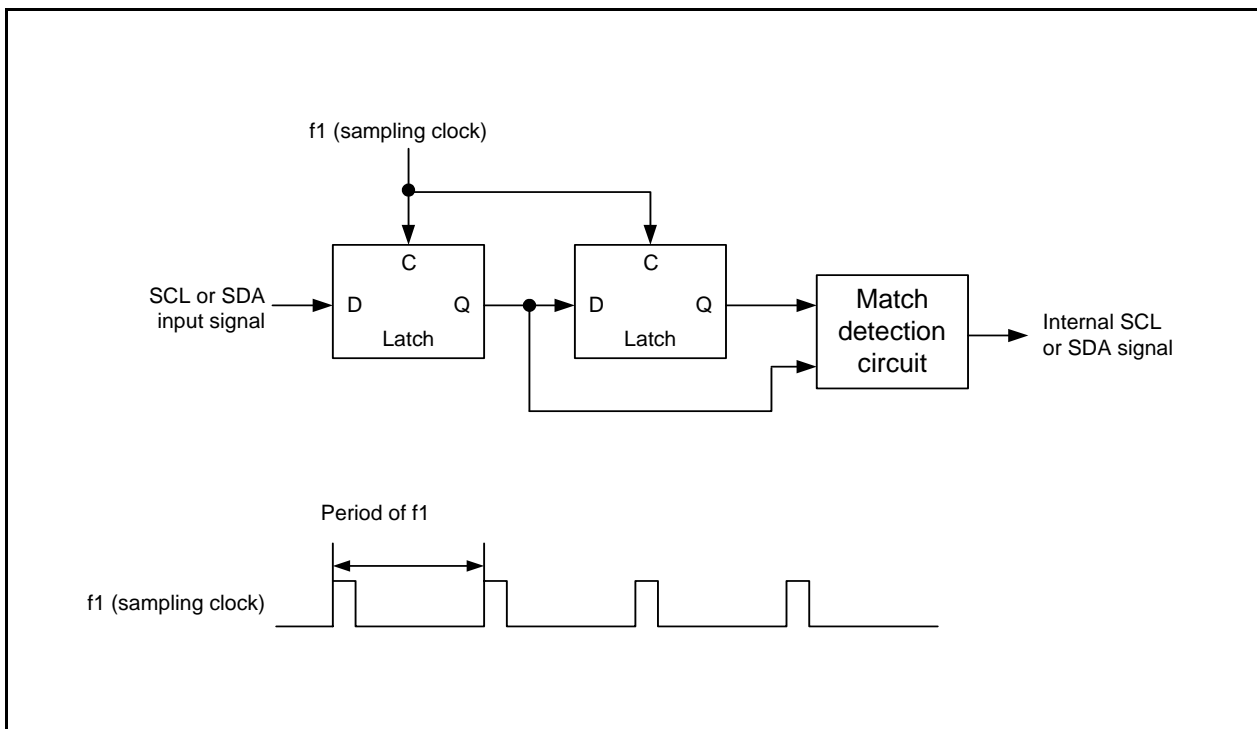 f1 (sampling clock)
C
C
SCL or SDA
input signal
D
Q
D
Q
Latch
Latch
Match
detection
circuit
Internal SCL
or SDA signal
Period of f1
f1 (sampling clock)